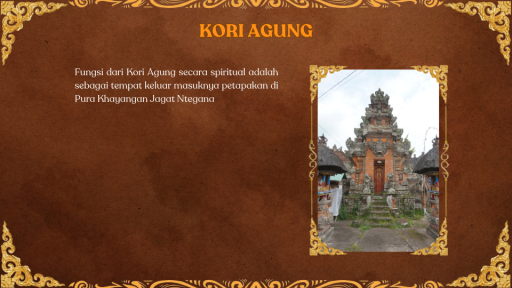 KORI AGUNG
Fungsi dari Kori Agung secara spiritual adalah
sebagai tempat keluar masuknya petapakan di
Pura Khayangan Jagat Ntegana